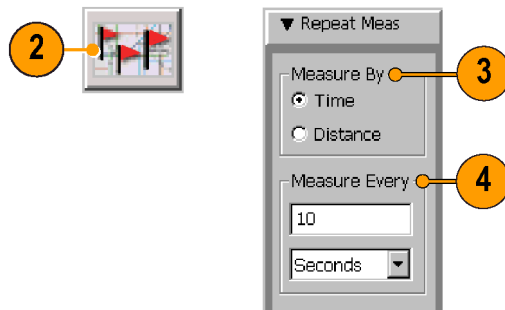 2
▼ Repeat Meas
Measure By
3
Time
Distance
Measure Every
4
10
Seconds